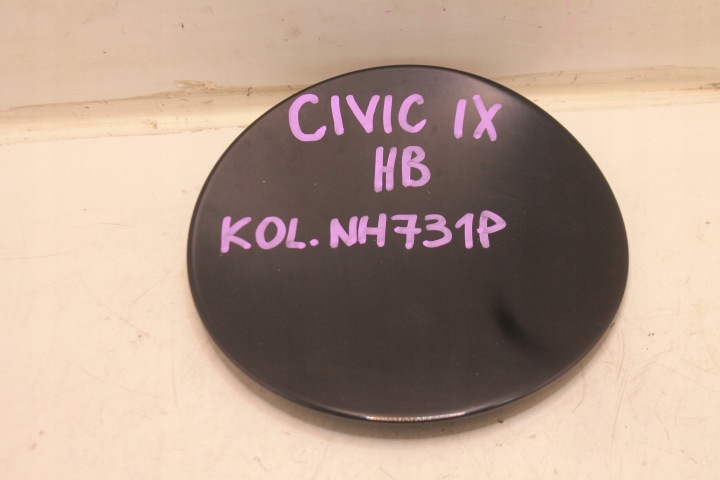 CIVIC IX
HB
KOL. NH731P